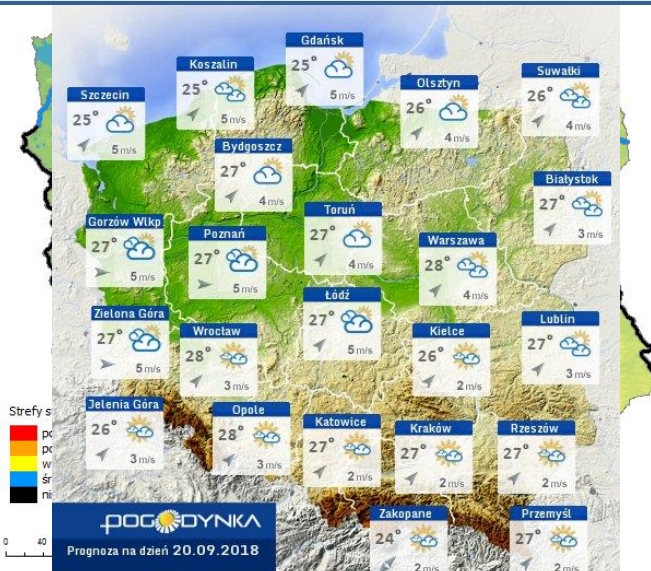 Gdańsk
25°
5 m/s
Koszalin
25°
5 m/s
Suwałki
26°
4 m/s
Olsztyn
26°
4 m/s
Szczecin
25°
5 m/s
Bydgoszcz
27°
4 m/s
Białystok
27°
3 m/s
Toruń
27°
4 m/s
Gorzów Wlkp
27°
5 m/s
Poznań
27°
5 m/s
Warszawa
28°
4 m/s
Łódź
27°
5 m/s
Zielona Góra
27°
5 m/s
Lublin
27°
3 m/s
Wrocław
28°
3 m/s
Kielce
26°
2 m/s
Jelenia Góra
26°
3 m/s
Opole
28°
3 m/s
Katowice
27°
2 m/s
Kraków
27°
2 m/s
Rzeszów
27°
2 m/s
Zakopane
24°
2 m/s
Przemyśl
27°
2 m/s
Strefy
0 40
POGODYNKA
Prognoza na dzień 20.09.2018